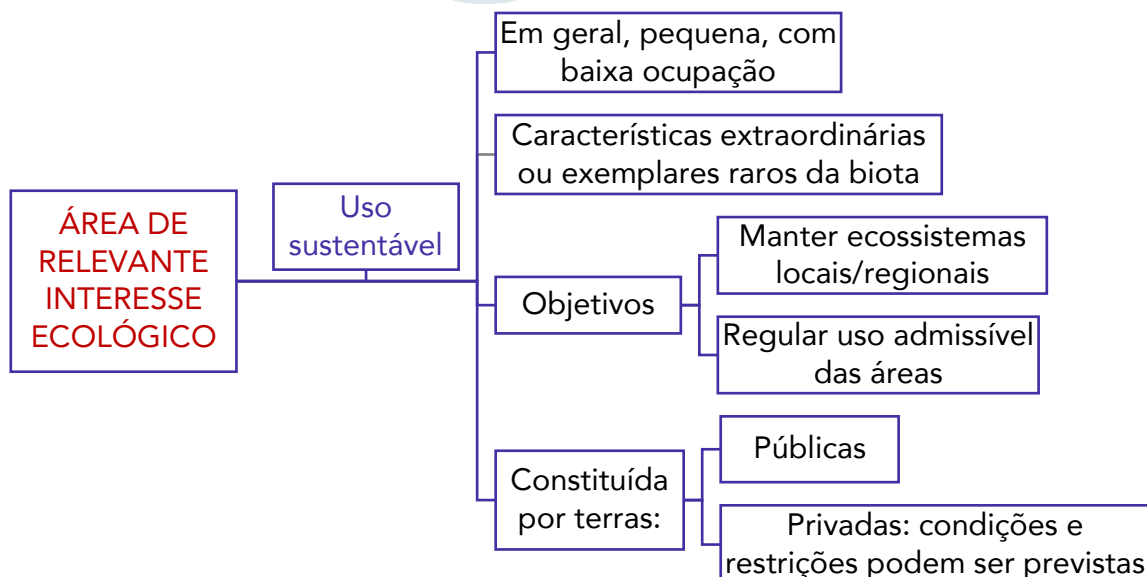 ÁREA DE
RELEVANTE
INTERESSE
ECOLÓGICO
Uso
sustentável
Em geral, pequena, com
baixa ocupação
Características extraordinárias
ou exemplares raros da biota
Objetivos
Manter ecossistemas
locais/regionais
Regular uso admissível
das áreas
Constituída
por terras:
Públicas
Privadas: condições e
restrições podem ser previstas